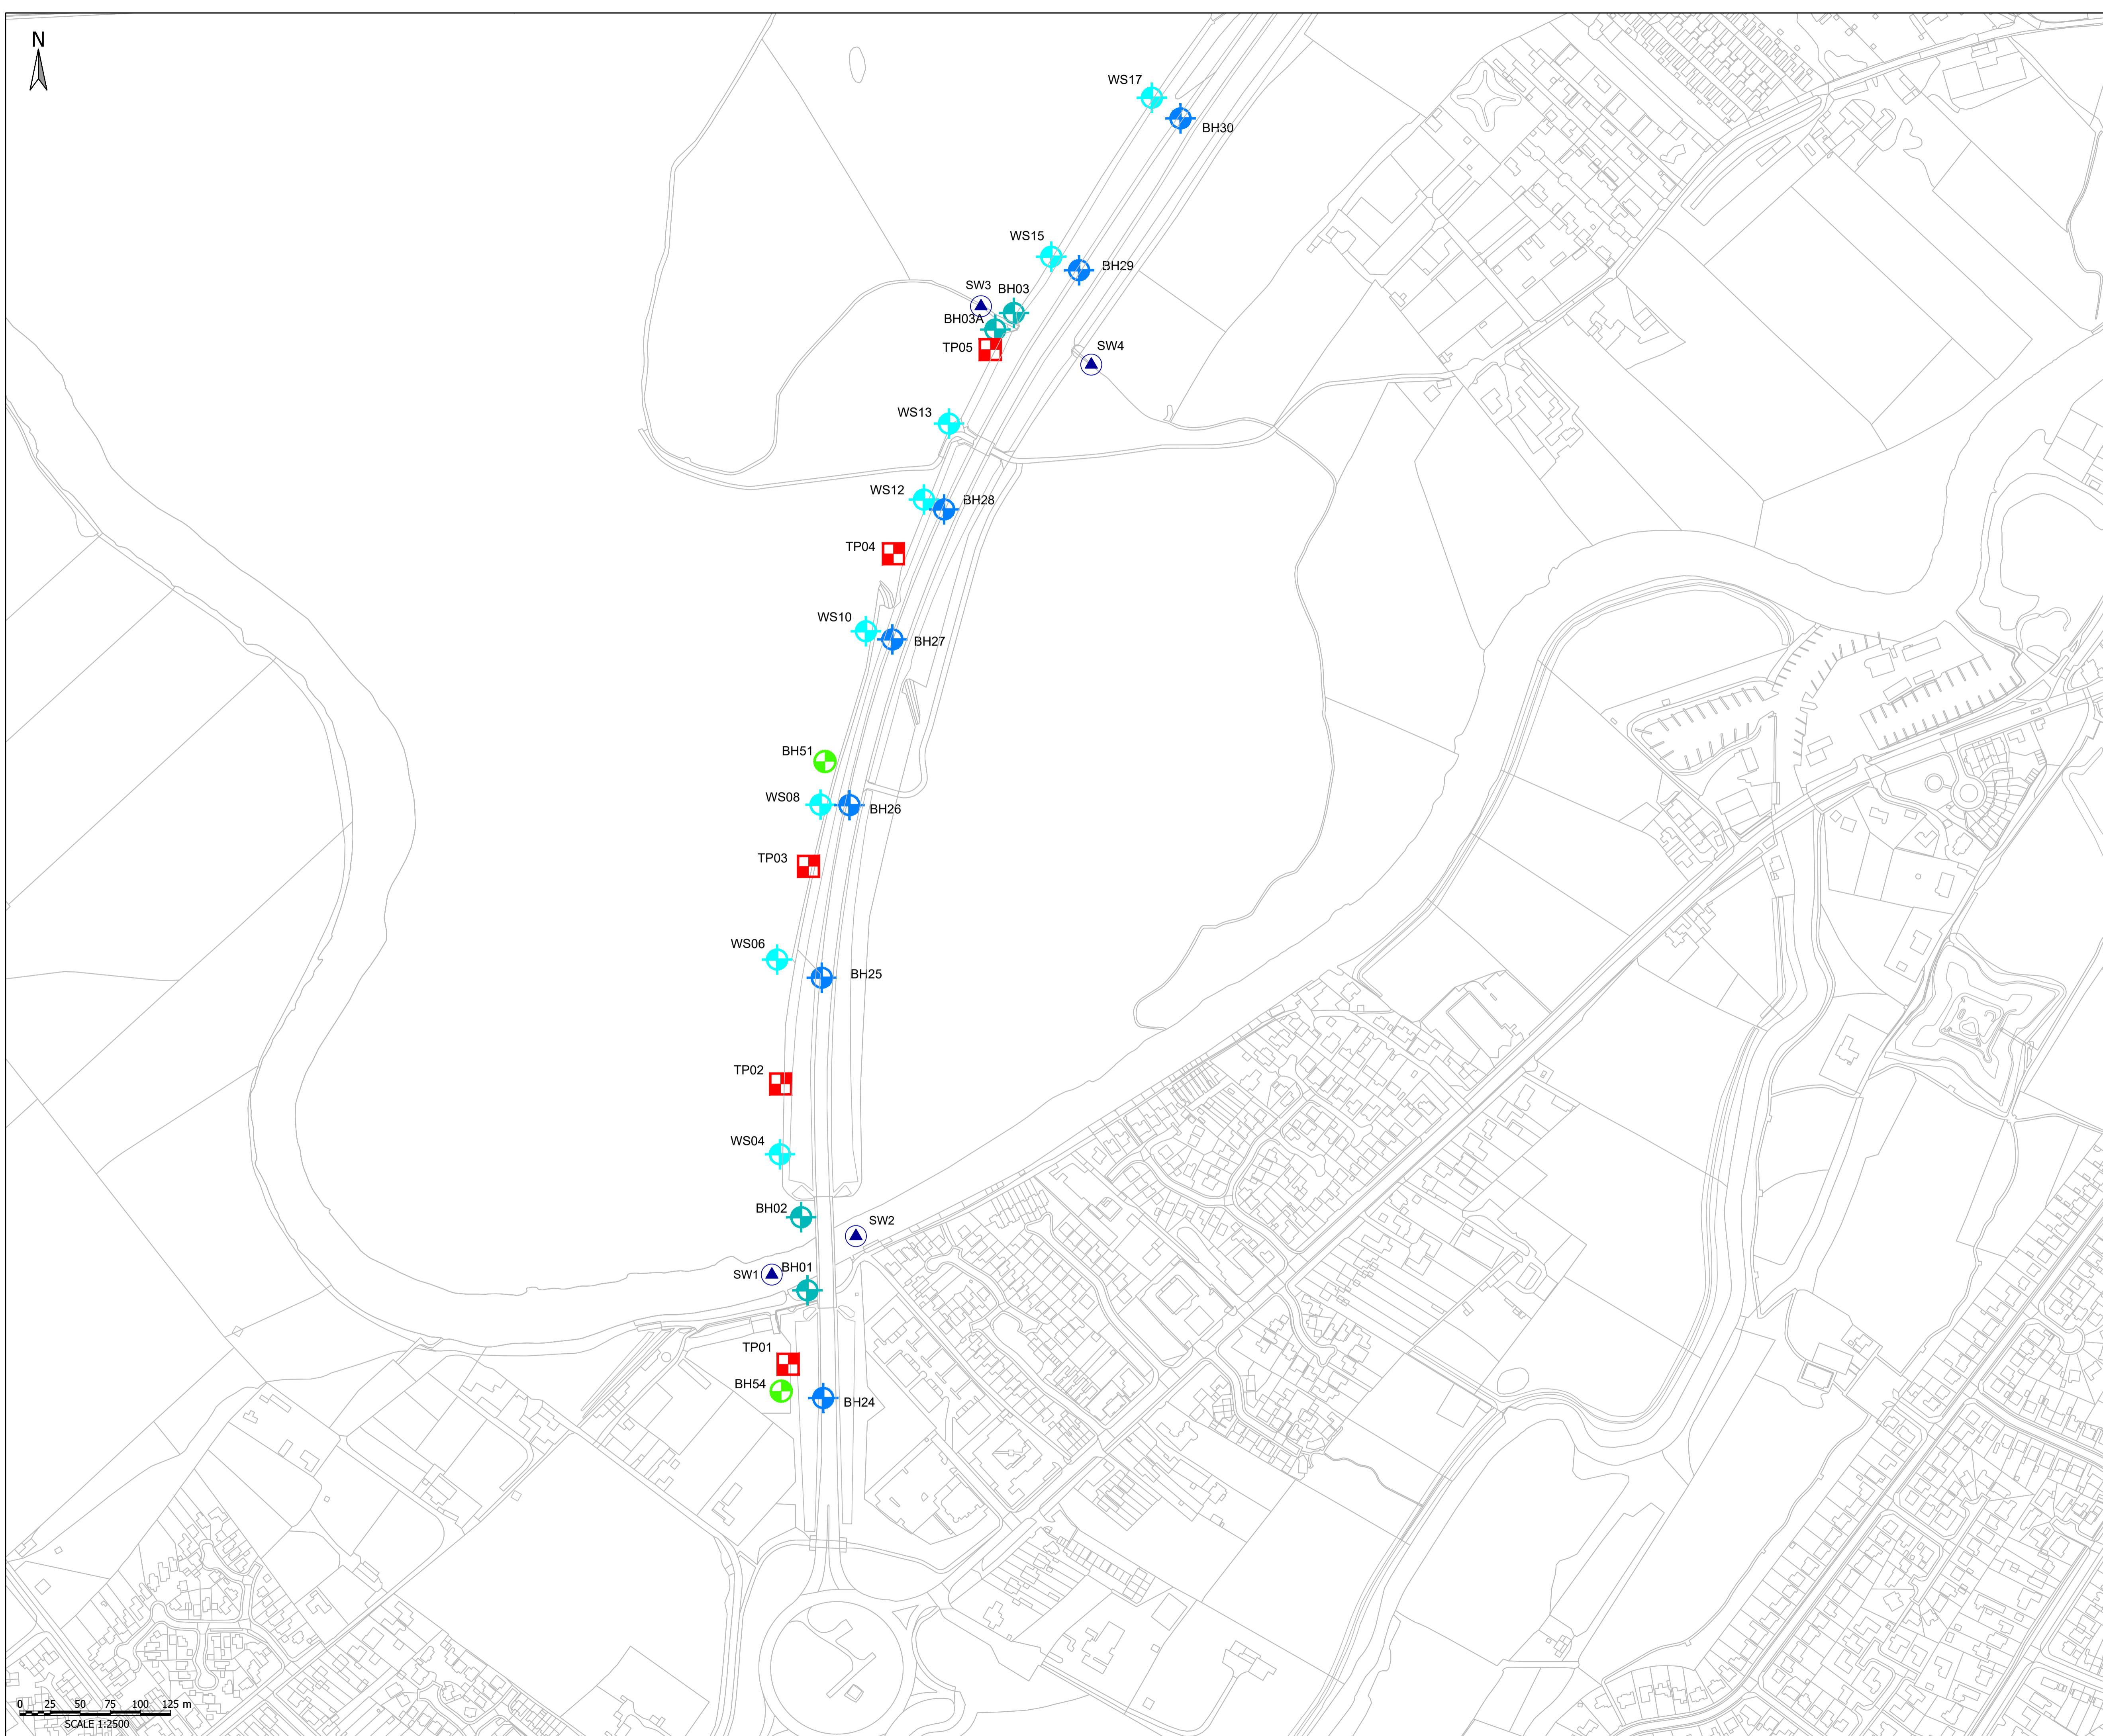 N
WS17
BH30
WS15
BH29
SW3
BH03
BH03A
SW4
TP05
WS13
WS12
BH28
TP04
WS10
BH27
BH51
WS08
BH26
TP03
WS06
BH25
TP02
WS04
BH02
SW2
BH01
SW1
TP01
BH54
BH24
0 25 50 75 100 125 m
SCALE 1:2500